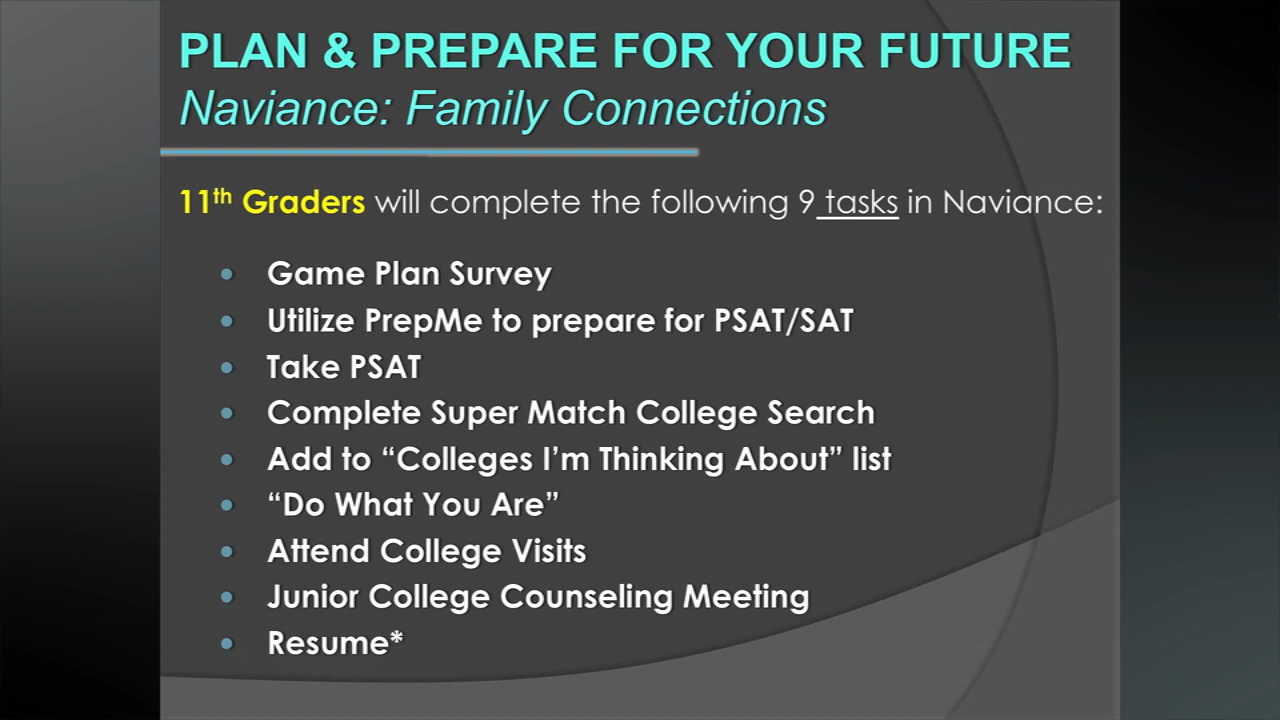 PLAN & PREPARE FOR YOUR FUTURE
Naviance: Family Connections
11th Graders will complete the following 9 tasks in Naviance:
• Game Plan Survey
• Utilize PrepMe to prepare for PSAT/SAT
• Take PSAT
• Complete Super Match College Search
• Add to “Colleges I’m Thinking About” list
• “Do What You Are”
• Attend College Visits
• Junior College Counseling Meeting
• Resume*